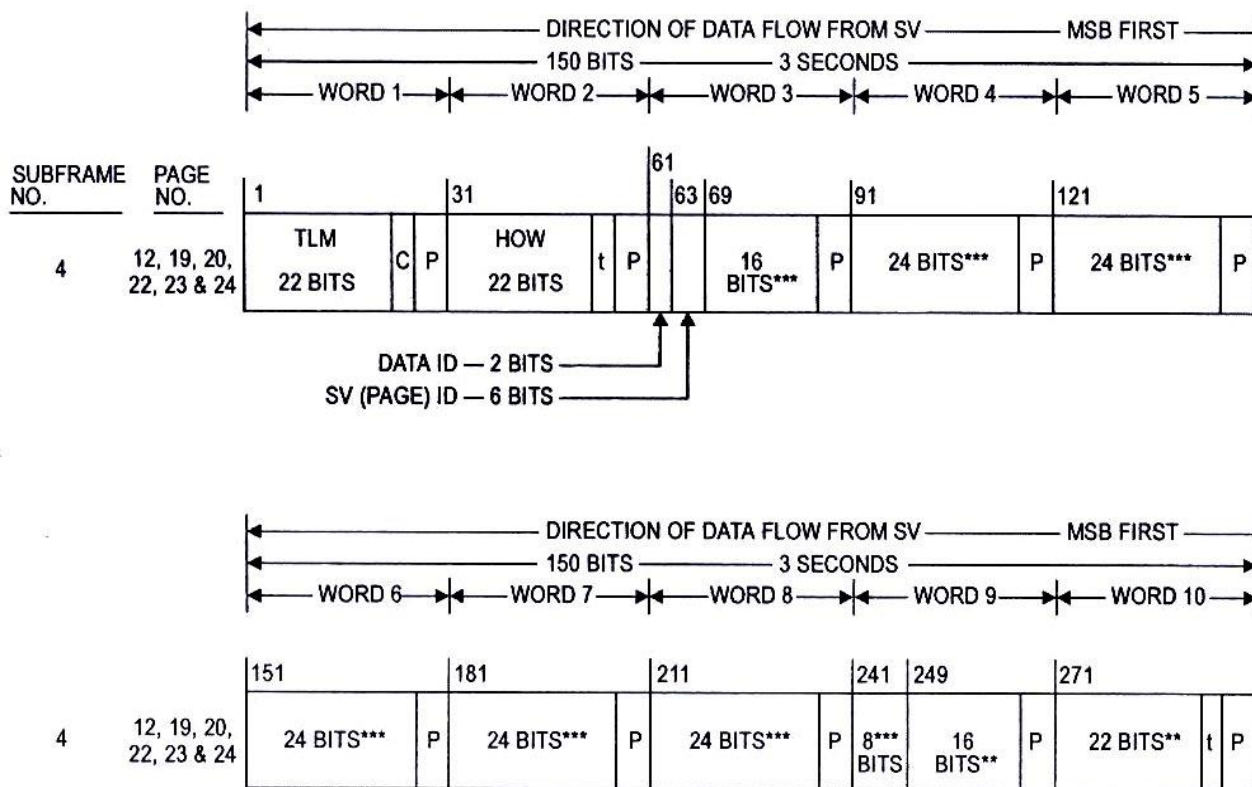 DIRECTION OF DATA FLOW FROM SV MSB FIRST
150 BITS 3 SECONDS
WORD 1 WORD 2 WORD 3 WORD 4 WORD 5
SUBFRAME NO. PAGE NO.
1 31 61 63 69 91 121
4 12, 19, 20, 22, 23 & 24
TLM 22 BITS C P HOW 22 BITS t P 16 BITS*** P 24 BITS*** P 24 BITS*** P
DATA ID — 2 BITS
SV (PAGE) ID — 6 BITS
DIRECTION OF DATA FLOW FROM SV MSB FIRST
150 BITS 3 SECONDS
WORD 6 WORD 7 WORD 8 WORD 9 WORD 10
151 181 211 241 249 271
4 12, 19, 20, 22, 23 & 24
24 BITS*** P 24 BITS*** P 24 BITS*** P 8*** BITS 16 BITS** P 22 BITS** t P